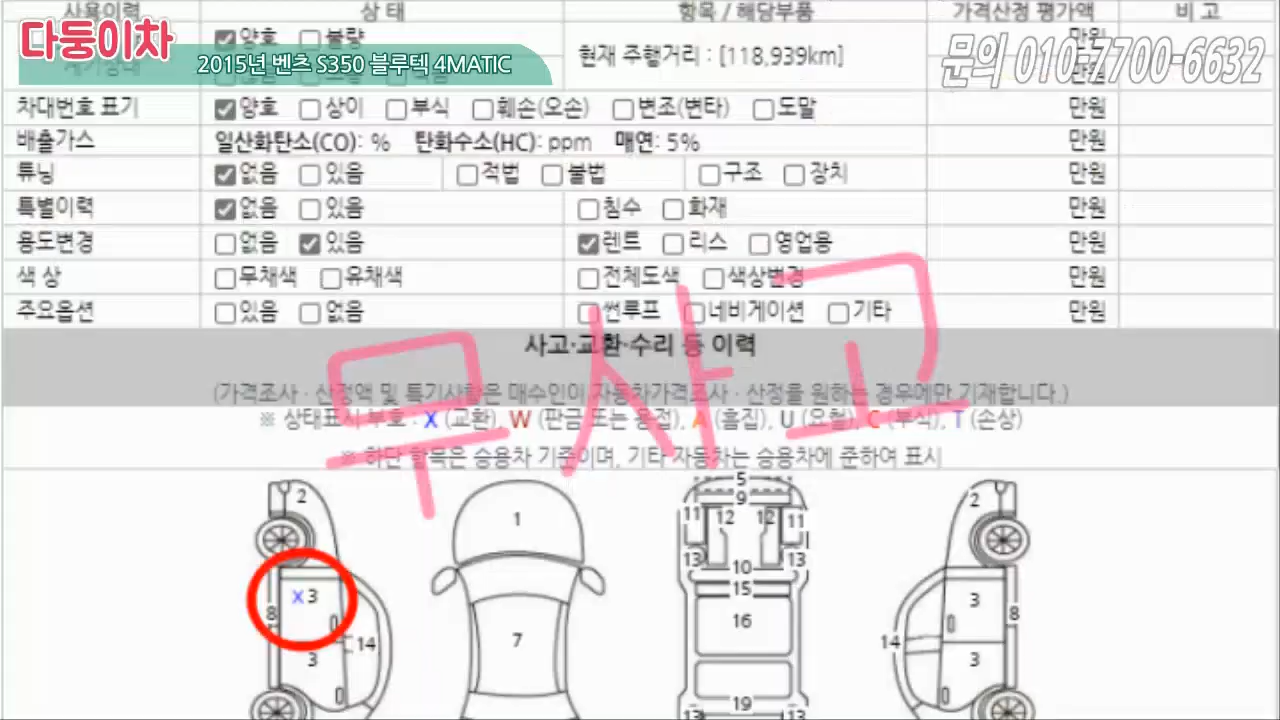 사용이력 상 태 항목 / 해당부품 가격산정 평가액 비 고
다둥이차
양호 불량 만원
2015년 벤츠 S350 블루텍 4MATIC
현재 주행거리 : [118,939km]
문의 010-7700-6632
만원
차대번호 표기 양호 상이 부식 훼손(오손) 변조(변타) 도말 만원
배출가스 일산화탄소(CO): % 탄화수소(HC): ppm 매연: 5% 만원
튜닝 없음 있음 적법 불법 구조 장치 만원
특별이력 없음 있음 침수 화재 만원
용도변경 없음 있음 렌트 리스 영업용 만원
색 상 무채색 유채색 전체도색 색상변경 만원
주요옵션 있음 없음 썬루프 네비게이션 기타 만원
무사고
사고·교환·수리 등 이력
(가격조사 · 산정액 및 특기사항은 매수인이 자동차가격조사 · 산정을 원하는 경우에만 기재합니다.)
※ 상태표시 부호 : X (교환), W (판금 또는 용접), A (흠집), U (요철), C (부식), T (손상)
※ 하단 항목은 승용차 기준이며, 기타 자동차는 승용차에 준하여 표시
2 1 5 2
9
11 12 12 11
13 13
10
15
X 3 3
8 16 8
3 14 7 14 3
19
13 13